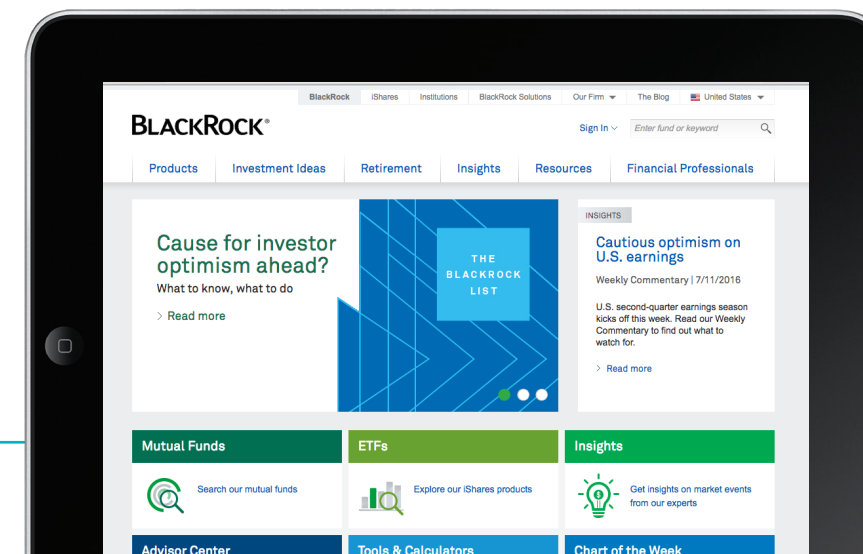 BlackRock iShares Institutions BlackRock Solutions Our Firm The Blog United States
BLACKROCK®
Sign In Enter fund or keyword
Products Investment Ideas Retirement Insights Resources Financial Professionals
Cause for investor
optimism ahead?
What to know, what to do
> Read more
THE
BLACKROCK
LIST
INSIGHTS
Cautious optimism on
U.S. earnings
Weekly Commentary | 7/11/2016
U.S. second-quarter earnings season
kicks off this week. Read our Weekly
Commentary to find out what to
watch for.
> Read more
Mutual Funds
Search our mutual funds
ETFs
Explore our iShares products
Insights
$
Get insights on market events
from our experts
Advisor Center
Tools & Calculators
Chart of the Week